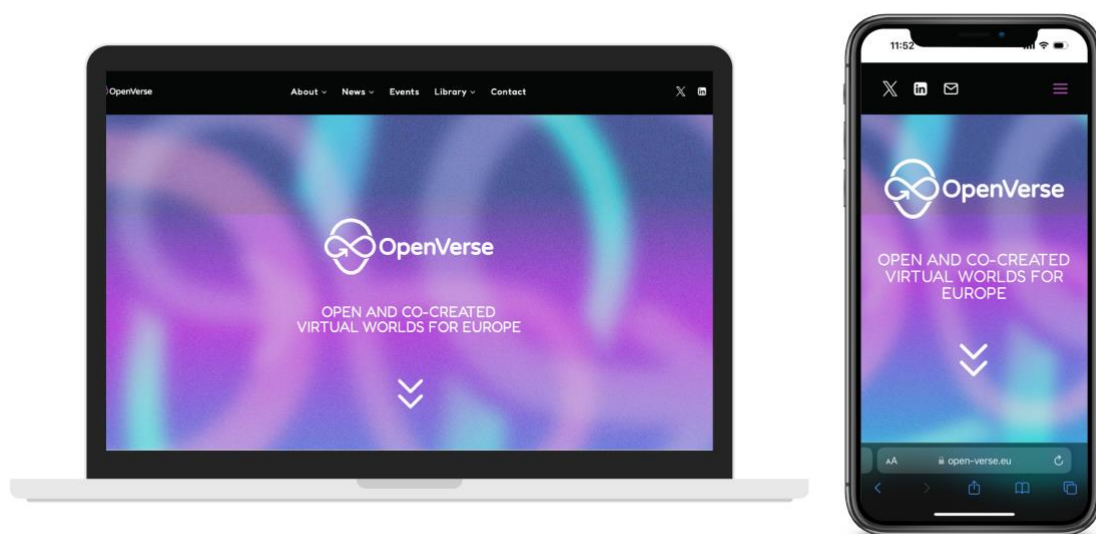 OpenVerse
About News Events Library Contact
OpenVerse
OPEN AND CO-CREATED
VIRTUAL WORLDS FOR EUROPE
11:52
OpenVerse
OPEN AND CO-CREATED
VIRTUAL WORLDS FOR
EUROPE
AA open-verse.eu